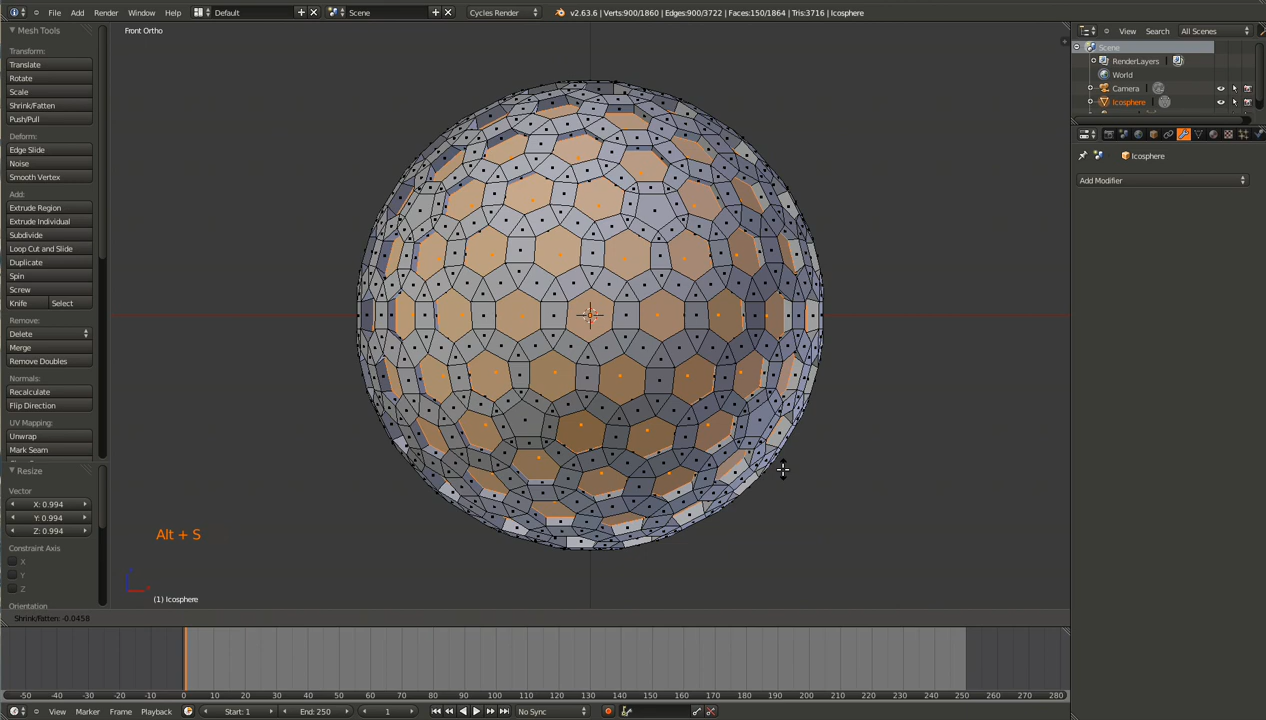 File Add Render Window Help Default Scene Cycles Render v2.63.6 | Verts:900/1860 | Edges:900/3722 | Faces:150/1864 | Tris:3716 | Icosphere
Mesh Tools
Transform:
Translate
Rotate
Scale
Shrink/Fatten
Push/Pull
Deform:
Edge Slide
Noise
Smooth Vertex
Add:
Extrude Region
Extrude Individual
Subdivide
Loop Cut and Slide
Duplicate
Spin
Screw
Knife Select
Remove:
Delete
Merge
Remove Doubles
Normals:
Recalculate
Flip Direction
UV Mapping:
Unwrap
Mark Seam
Resize
Vector
X: 0.994
Y: 0.994
Z: 0.994
Constraint Axis
X
Y
Z
Orientation
Front Ortho
Alt + S
(1) Icosphere
Shrink/Fatten: -0.0458
View Search All Scenes
Scene
RenderLayers
World
Camera
Icosphere
Icosphere
Add Modifier
-50 -40 -30 -20 -10 0 10 20 30 40 50 60 70 80 90 100 110 120 130 140 150 160 170 180 190 200 210 220 230 240 250 260 270 280
View Marker Frame Playback Start: 1 End: 250 1 No Sync